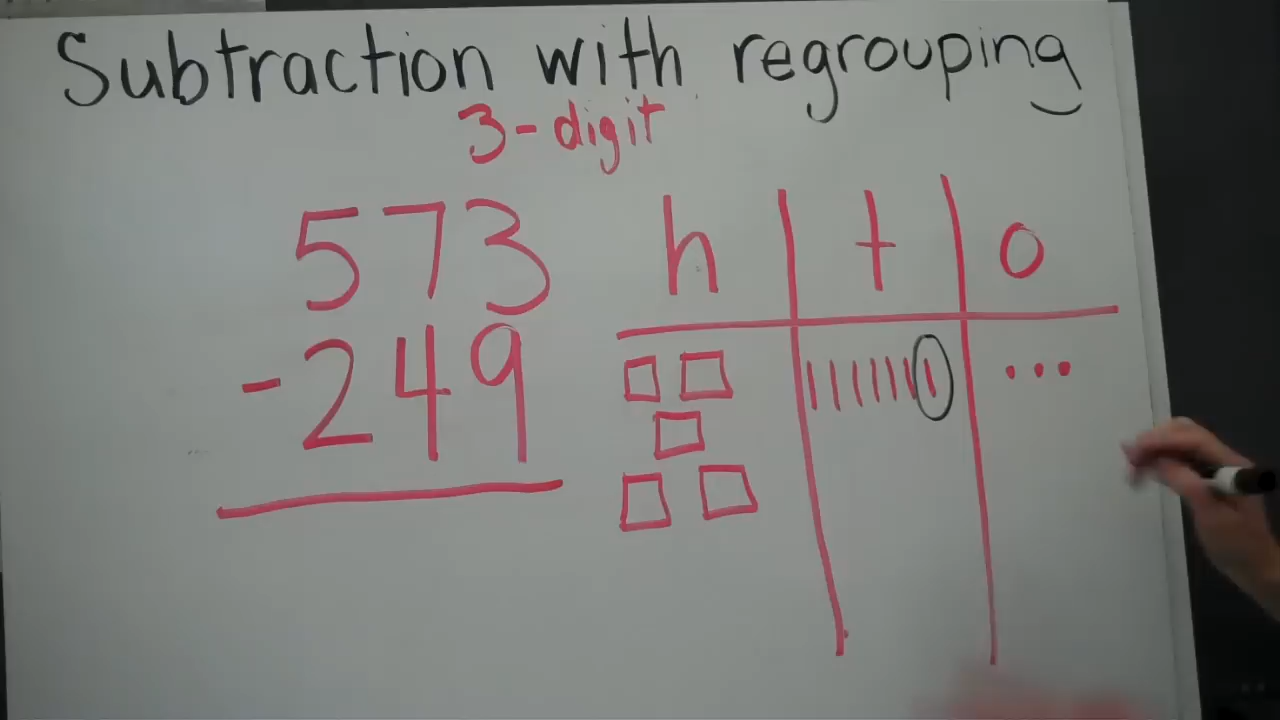 Subtraction with regrouping
3-digit
573
h t o
- 249